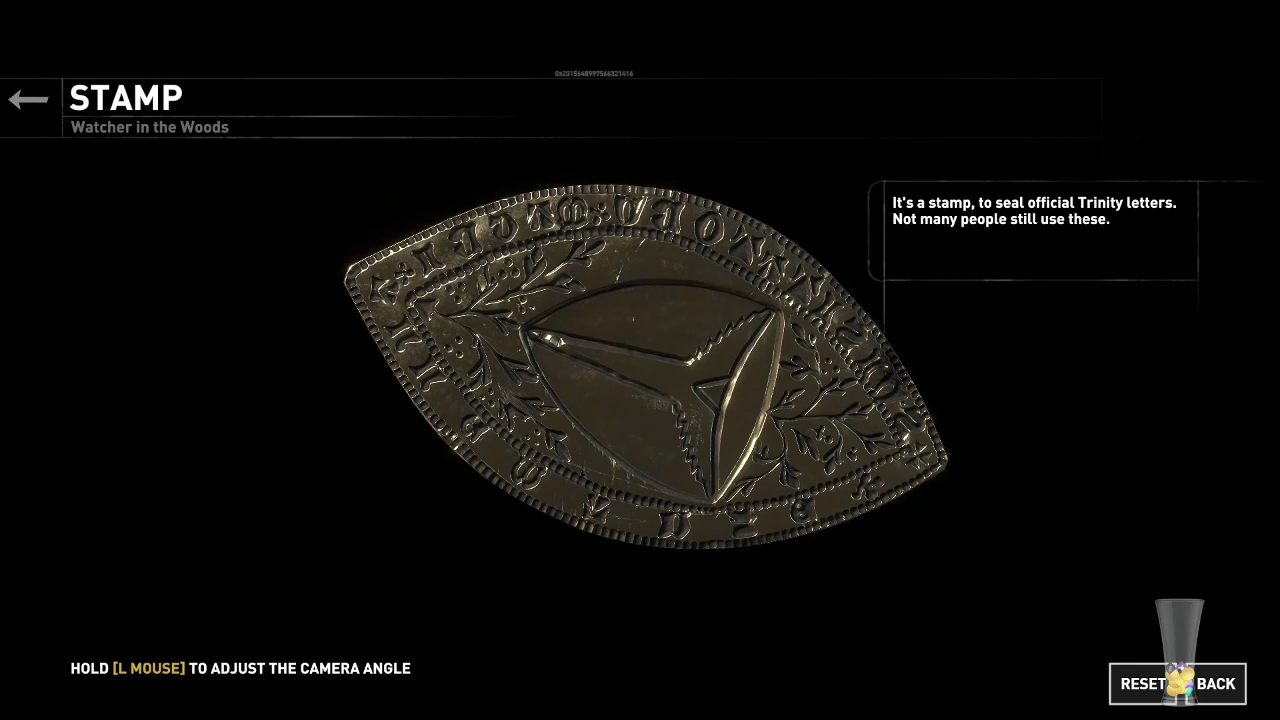 0x2315648997566321416
STAMP
Watcher in the Woods
It's a stamp, to seal official Trinity letters.
Not many people still use these.
HOLD [L MOUSE] TO ADJUST THE CAMERA ANGLE
RESET
BACK